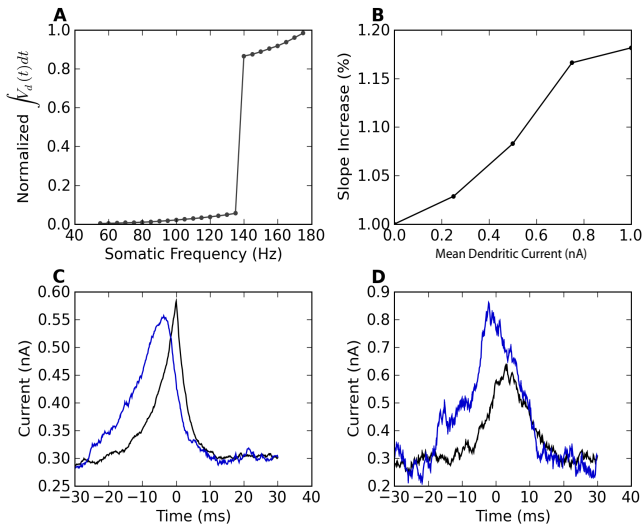 A
B
1.0
0.8
0.6
0.4
0.2
0.0
Normalized ∫V_d(t)dt
40 60 80 100 120 140 160 180
Somatic Frequency (Hz)
1.20
1.15
1.10
1.05
1.00
Slope Increase (%)
0.0 0.2 0.4 0.6 0.8 1.0
Mean Dendritic Current (nA)
C
D
0.60
0.55
0.50
0.45
0.40
0.35
0.30
0.25
Current (nA)
−30 −20 −10 0 10 20 30 40
Time (ms)
0.9
0.8
0.7
0.6
0.5
0.4
0.3
0.2
Current (nA)
−30 −20 −10 0 10 20 30 40
Time (ms)